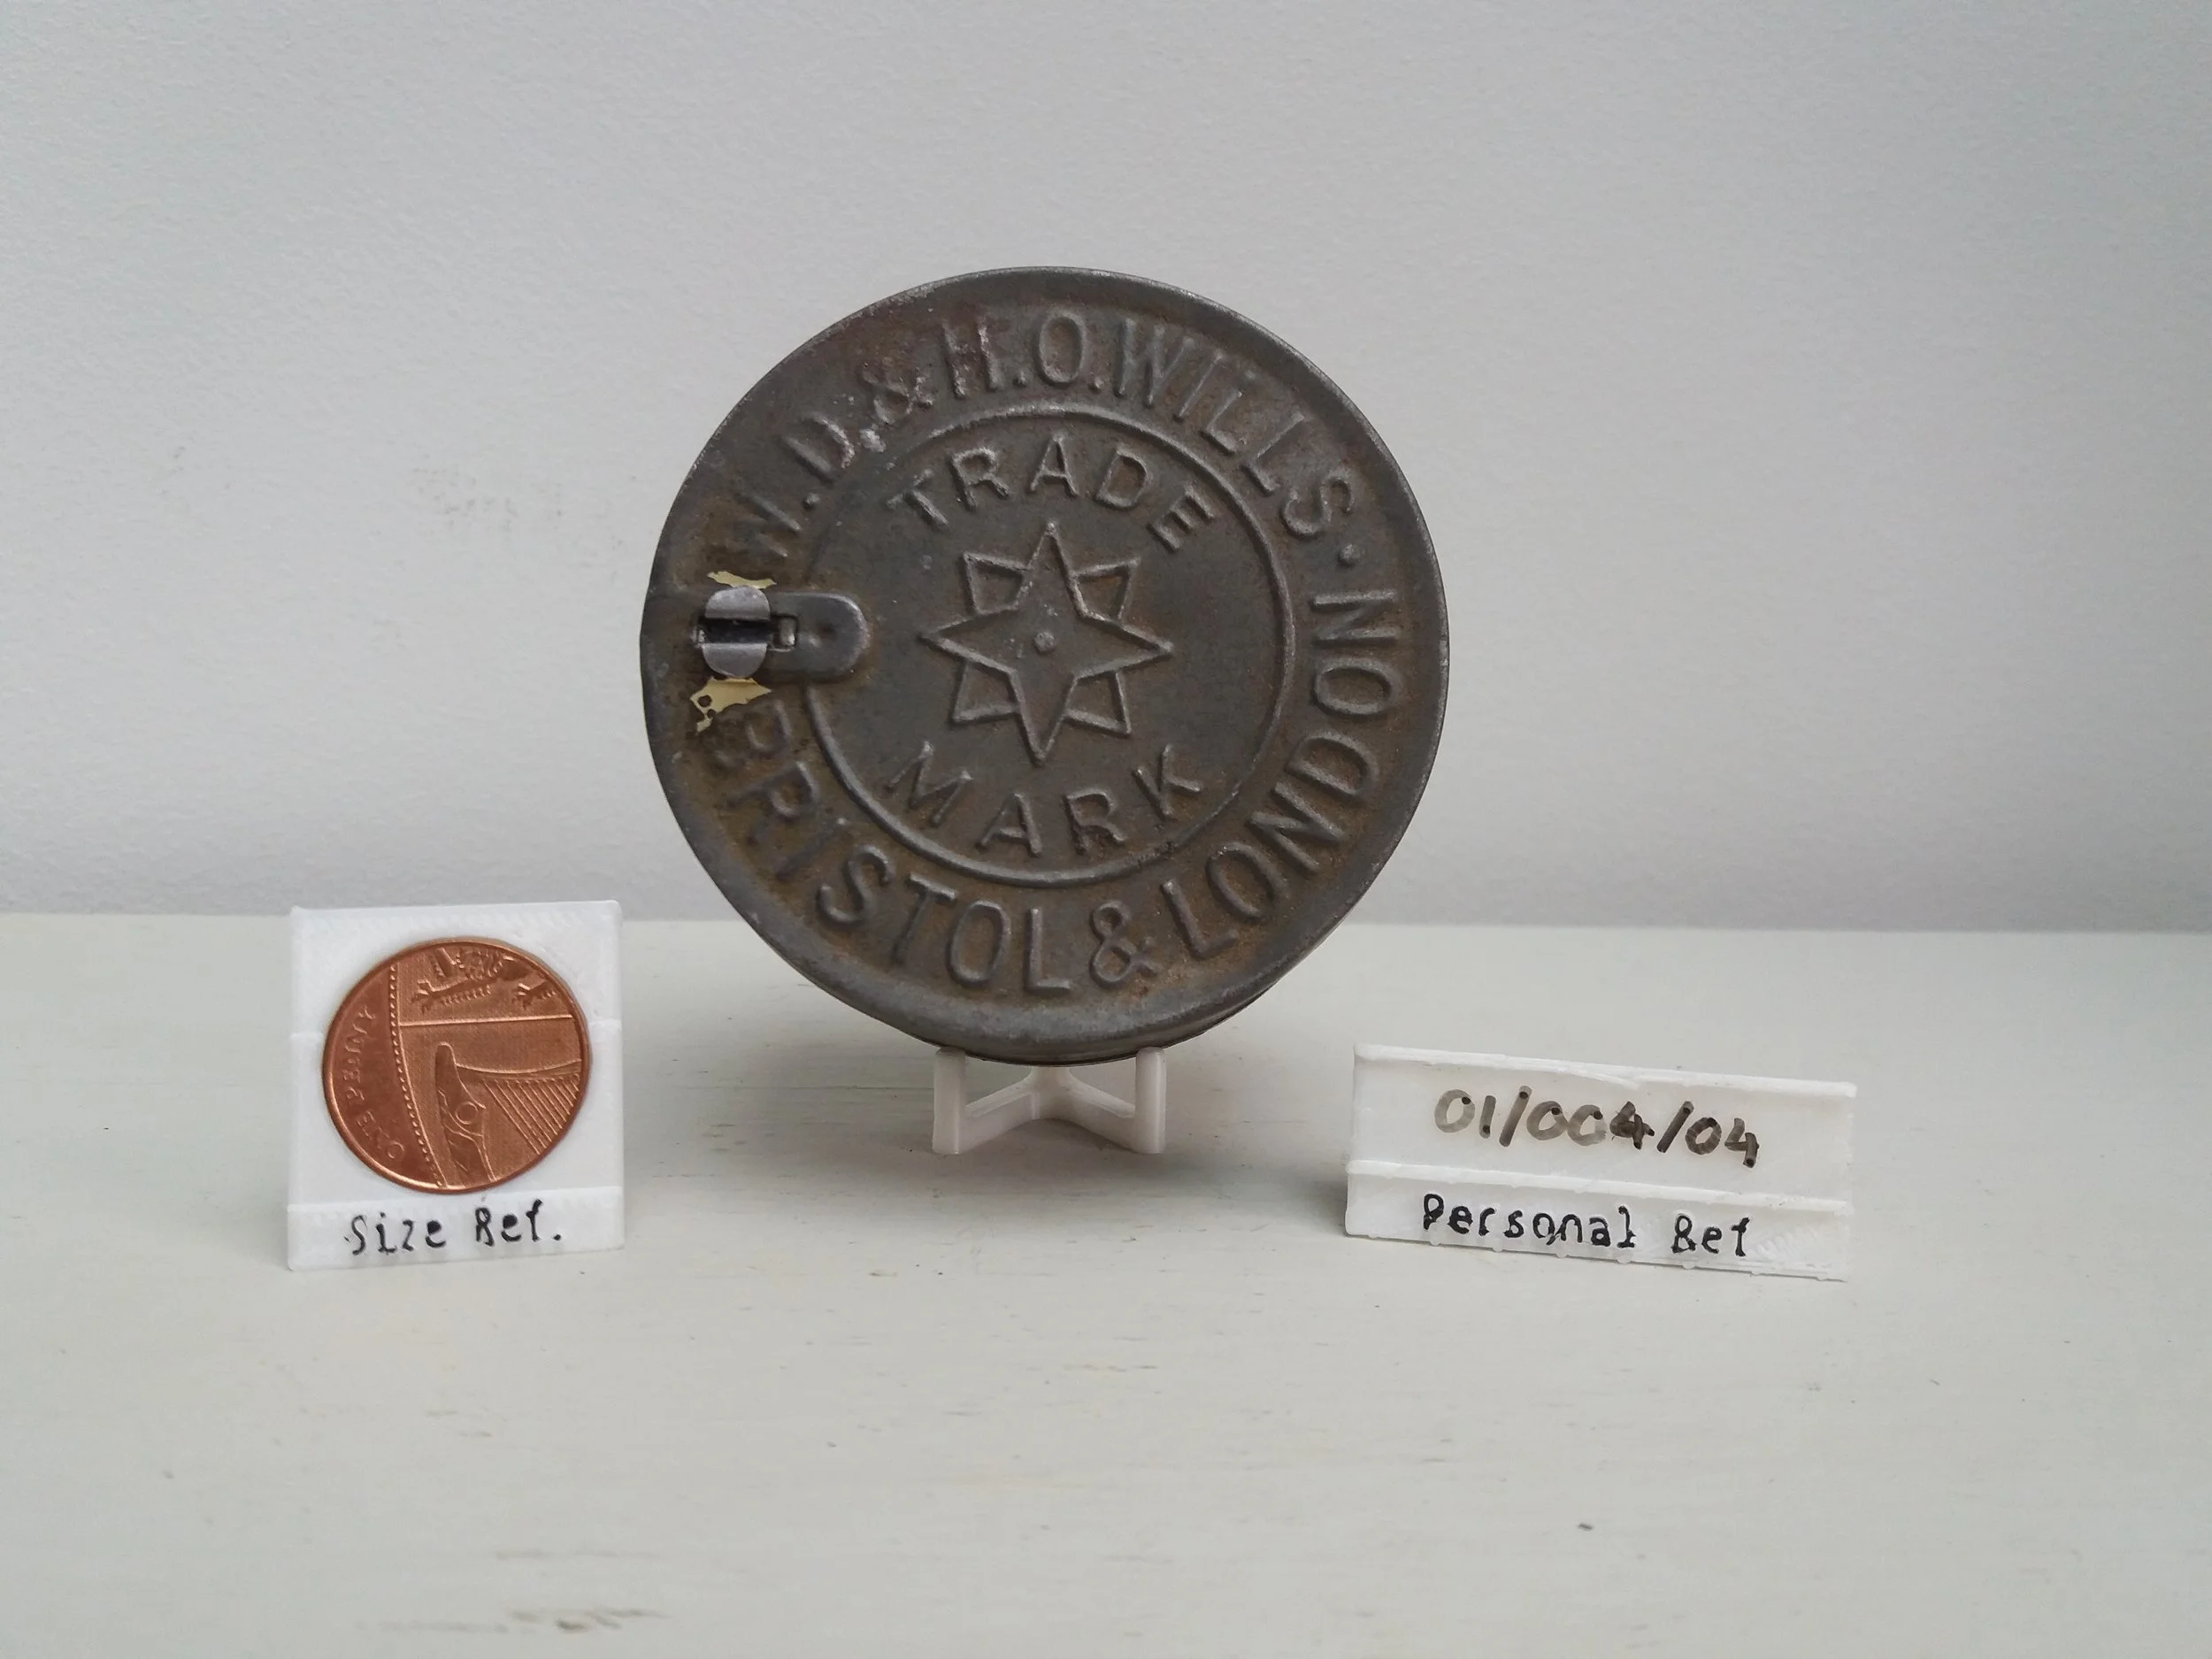 W.D.& H.O.WILLS · BRISTOL & LONDON
TRADE
MARK
ONE PENNY
Size Ref.
01/004/04
Personal Ref